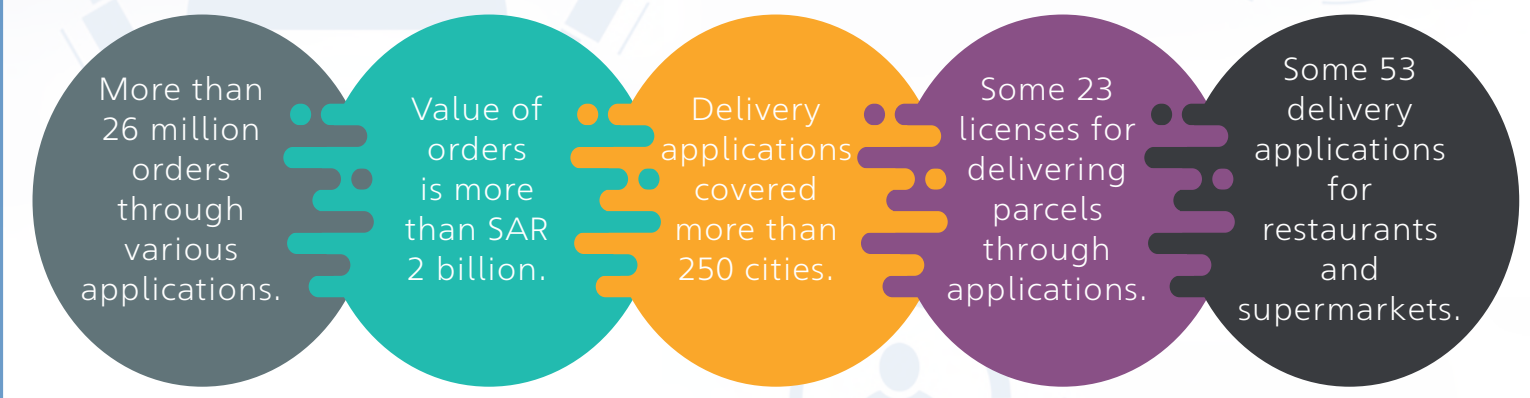 More than
26 million
orders
through
various
applications.
Value of
orders
is more
than SAR
2 billion.
Delivery
applications
covered
more than
250 cities.
Some 23
licenses for
delivering
parcels
through
applications.
Some 53
delivery
applications
for
restaurants
and
supermarkets.